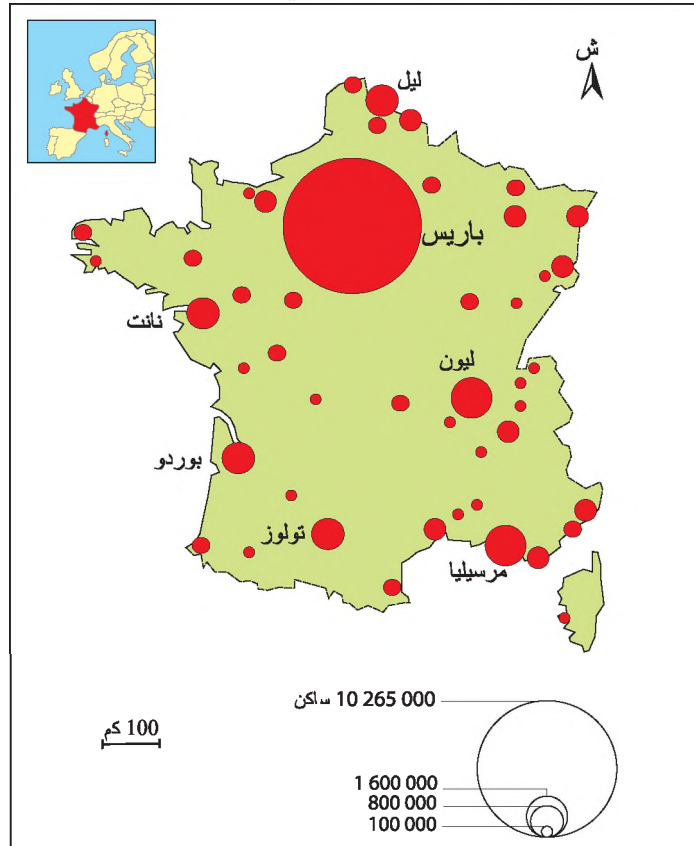 ش
ليل
باريس
نانت
ليون
بوردو
تولوز
مرسيليا
10 265 000 ساكن
100 كم
1 600 000
800 000
100 000